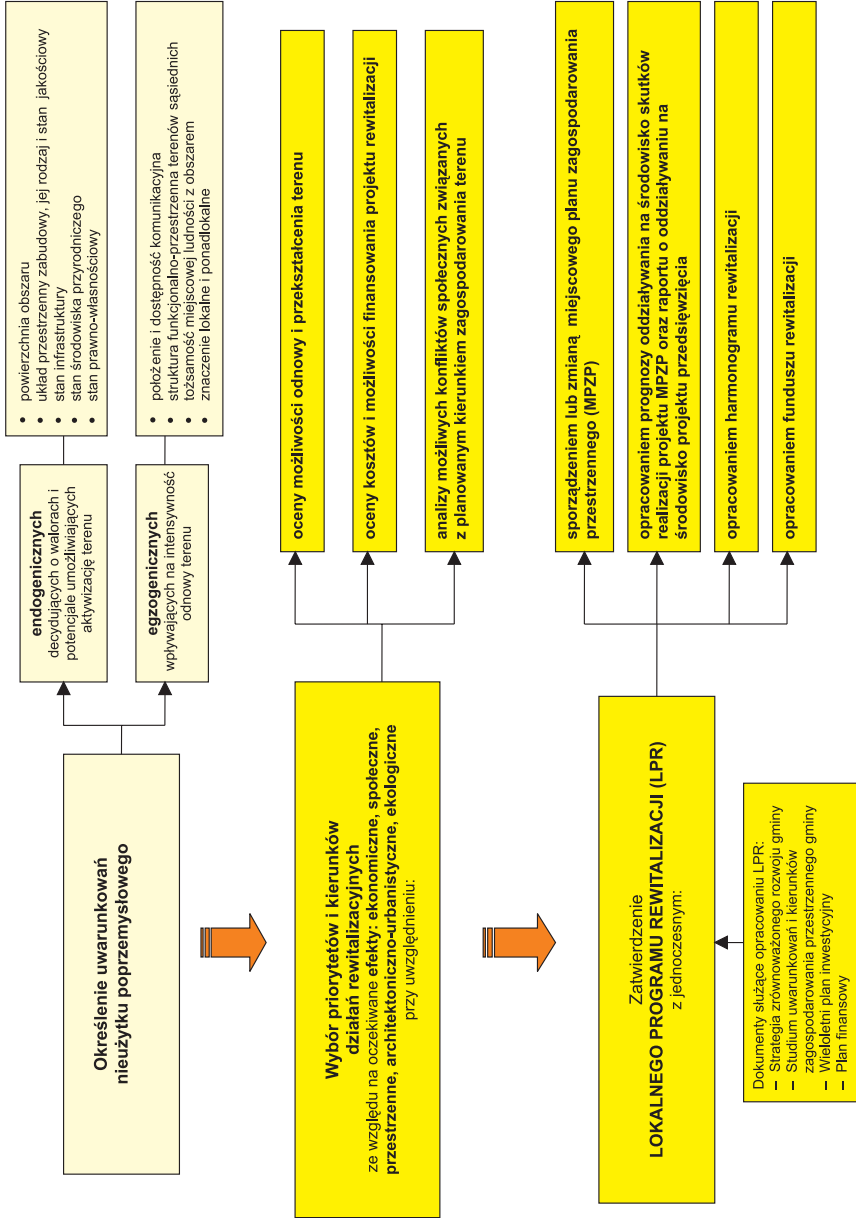 Określenie uwarunkowań
nieużytku poprzemysłowego
endogenicznych
decydujących o walorach i
potencjale umożliwiających
aktywizację terenu
• powierzchnia obszaru
• układ przestrzenny zabudowy, jej rodzaj i stan jakościowy
• stan infrastruktury
• stan środowiska przyrodniczego
• stan prawno-własnościowy
egzogenicznych
wpływających na intensywność
odnowy terenu
• położenie i dostępność komunikacyjna
• struktura funkcjonalno-przestrzenna terenów sąsiednich
• tożsamość miejscowej ludności z obszarem
• znaczenie lokalne i ponadlokalne
Wybór priorytetów i kierunków
działań rewitalizacyjnych
ze względu na oczekiwane efekty: ekonomiczne, społeczne,
przestrzenne, architektoniczno-urbanistyczne, ekologiczne
przy uwzględnieniu:
oceny możliwości odnowy i przekształcenia terenu
oceny kosztów i możliwości finansowania projektu rewitalizacji
analizy możliwych konfliktów społecznych związanych
z planowanym kierunkiem zagospodarowania terenu
Zatwierdzenie
LOKALNEGO PROGRAMU REWITALIZACJI (LPR)
z jednoczesnym:
sporządzeniem lub zmianą miejscowego planu zagospodarowania
przestrzennego (MPZP)
opracowaniem prognozy oddziaływania na środowisko skutków
realizacji projektu MPZP oraz raportu o oddziaływaniu na
środowisko projektu przedsięwzięcia
opracowaniem harmonogramu rewitalizacji
opracowaniem funduszu rewitalizacji
Dokumenty służące opracowaniu LPR:
– Strategia zrównoważonego rozwoju gminy
– Studium uwarunkowań i kierunków
zagospodarowania przestrzennego gminy
– Wieloletni plan inwestycyjny
– Plan finansowy